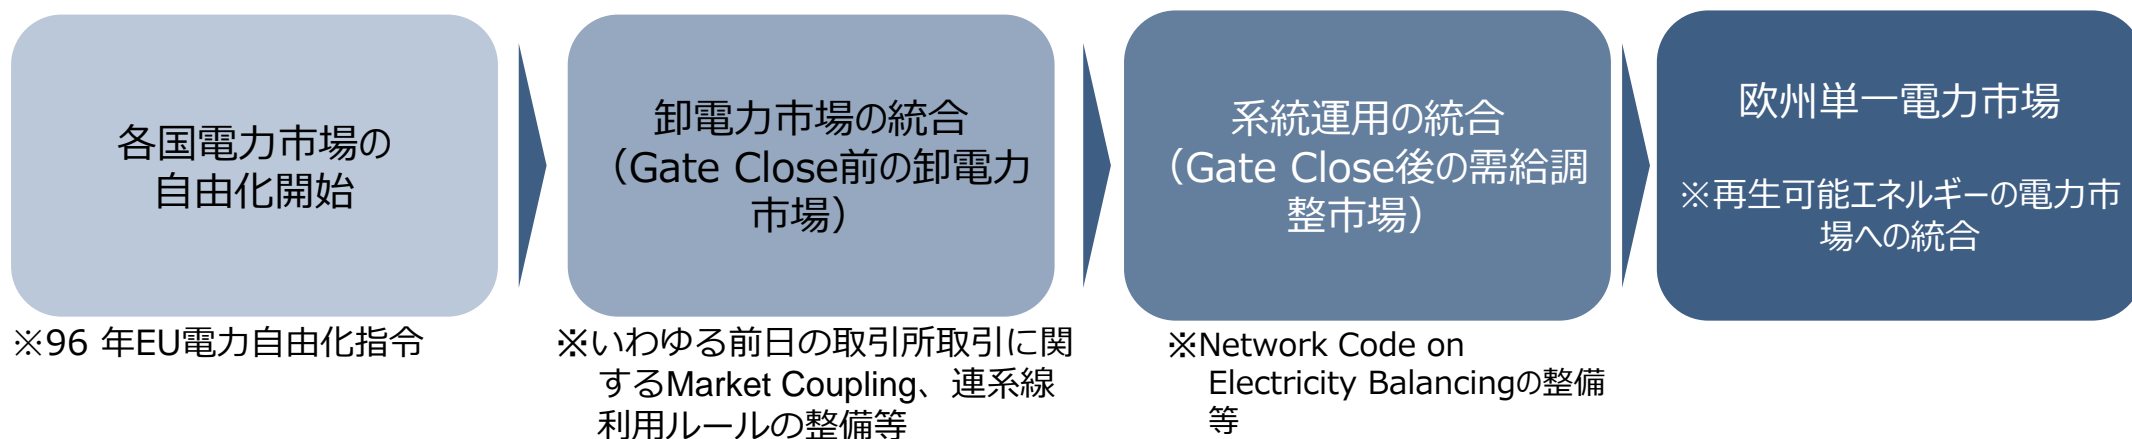 各国電力市場の
自由化開始
※96 年EU電力自由化指令
卸電力市場の統合
（Gate Close前の卸電力
市場）
※いわゆる前日の取引所取引に関
するMarket Coupling、連系線
利用ルールの整備等
系統運用の統合
（Gate Close後の需給調
整市場）
※Network Code on
Electricity Balancingの整備
等
欧州単一電力市場
※再生可能エネルギーの電力市
場への統合